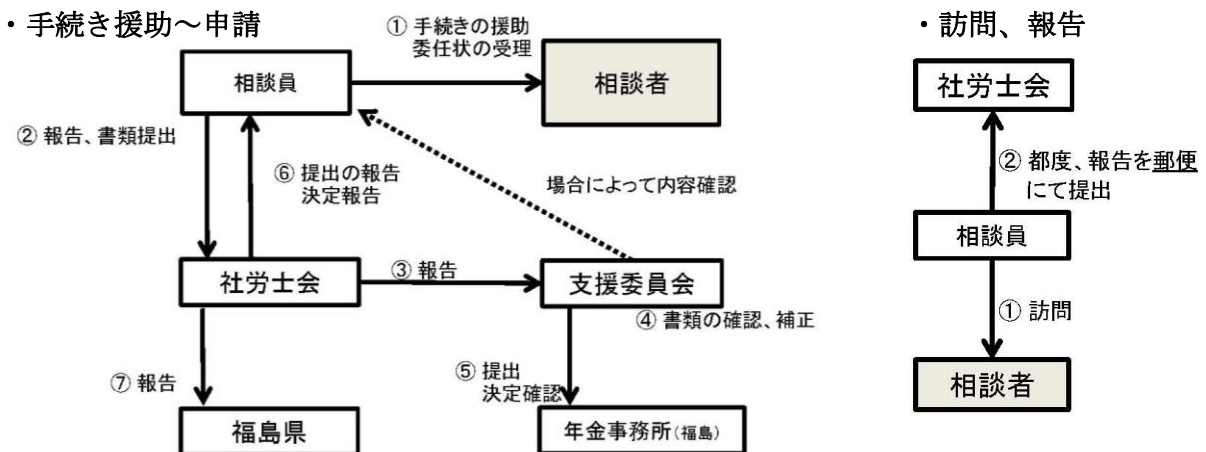 ・手続き援助～申請
① 手続きの援助
委任状の受理
相談員
相談者
② 報告、書類提出
⑥ 提出の報告
決定報告
場合によって内容確認
社労士会
③ 報告
支援委員会
④ 書類の確認、補正
⑦ 報告
⑤ 提出
決定確認
福島県
年金事務所(福島)
・訪問、報告
社労士会
② 都度、報告を郵便
にて提出
相談員
① 訪問
相談者